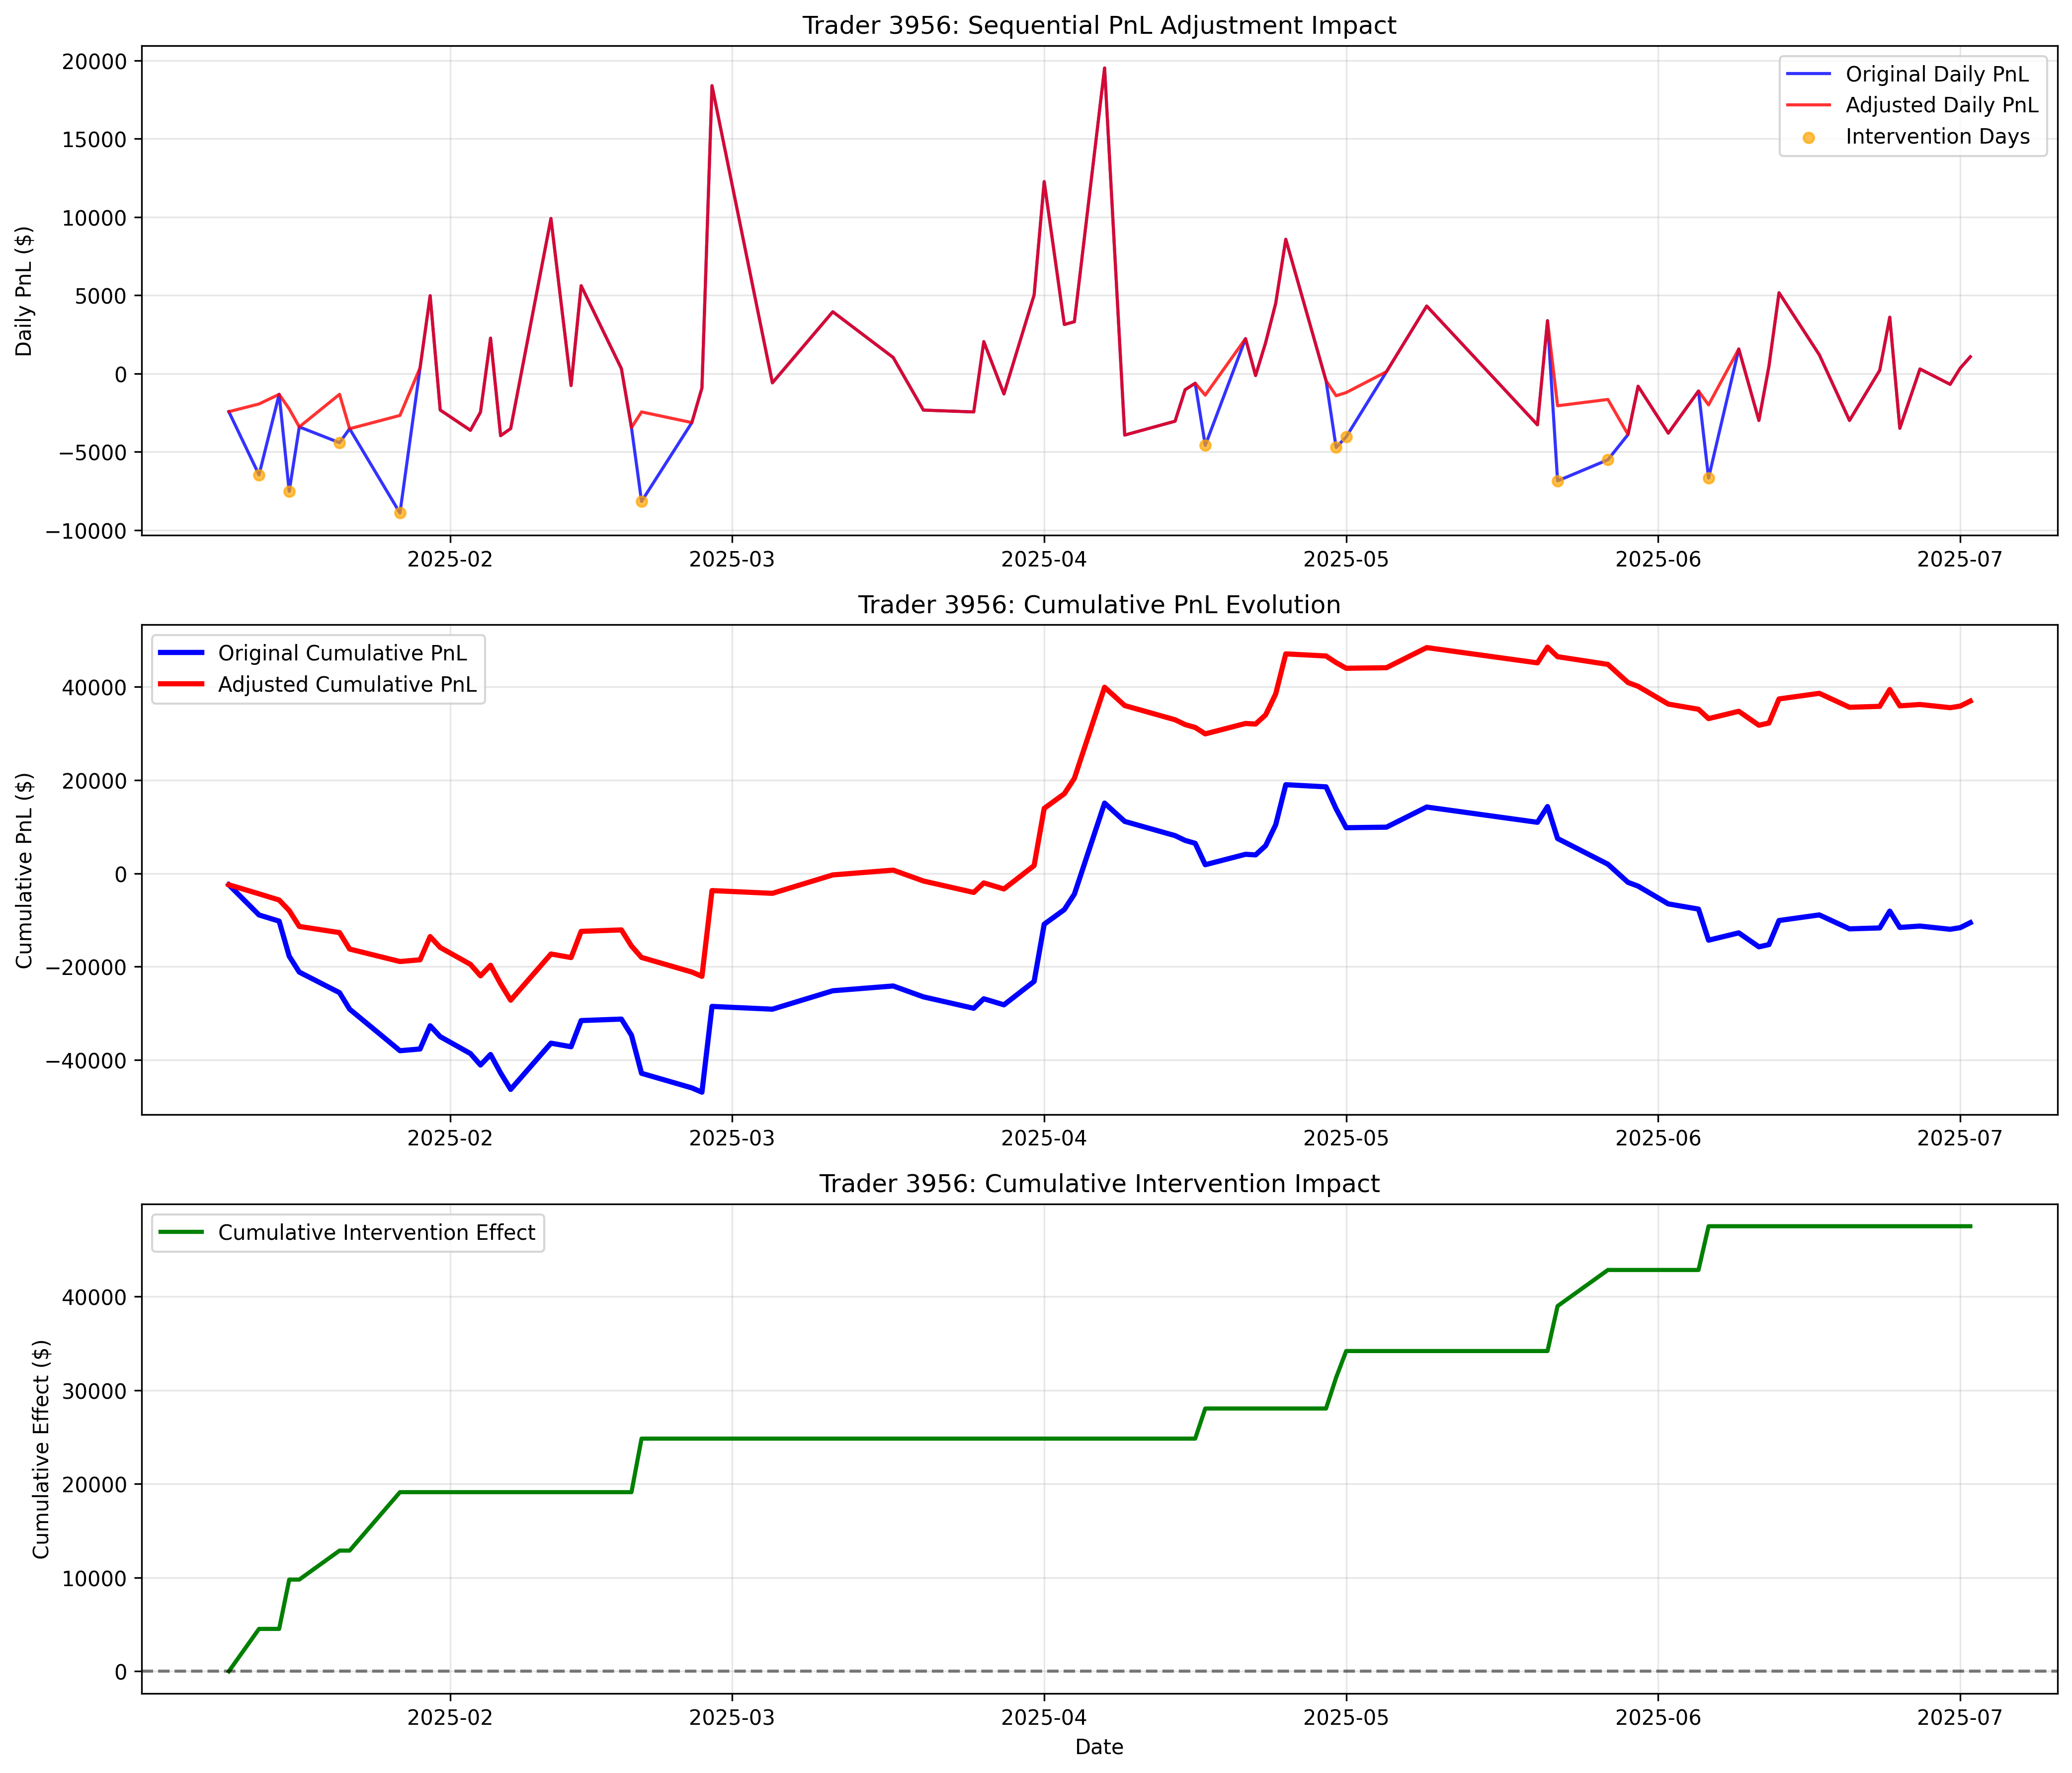 Trader 3956: Sequential PnL Adjustment Impact
Daily PnL ($)
20000
15000
10000
5000
0
−5000
−10000
Original Daily PnL
Adjusted Daily PnL
Intervention Days
2025-02
2025-03
2025-04
2025-05
2025-06
2025-07
Trader 3956: Cumulative PnL Evolution
Cumulative PnL ($)
40000
20000
0
−20000
−40000
Original Cumulative PnL
Adjusted Cumulative PnL
2025-02
2025-03
2025-04
2025-05
2025-06
2025-07
Trader 3956: Cumulative Intervention Impact
Cumulative Effect ($)
40000
30000
20000
10000
0
Cumulative Intervention Effect
2025-02
2025-03
2025-04
2025-05
2025-06
2025-07
Date